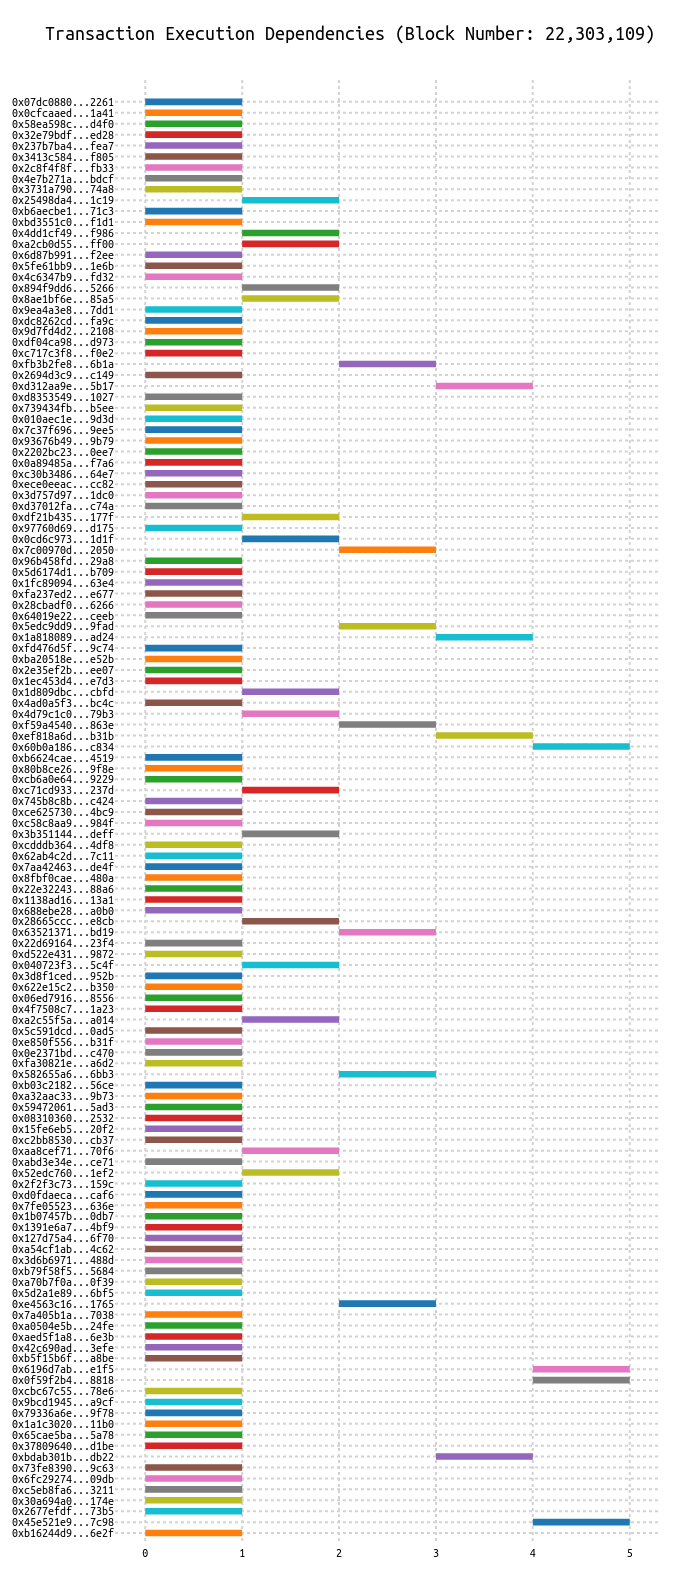 Transaction Execution Dependencies (Block Number: 22,303,109)
0x07dc0880...2261
0x0cfcaaed...1a41
0x58ea598c...d4f0
0x32e79bdf...ed28
0x237b7ba4...fea7
0x3413c584...f805
0x2c8f4f8f...fb33
0x4e7b271a...bdcf
0x3731a790...74a8
0x25498da4...1c19
0xb6aecbe1...71c3
0xbd3551c0...f1d1
0x4dd1cf49...f986
0xa2cb0d55...ff00
0x6d87b991...f2ee
0x5fe61bb9...1e6b
0x4c6347b9...fd32
0x894f9dd6...5266
0x8ae1bf6e...85a5
0x9ea4a3e8...7dd1
0xdc8262cd...fa9c
0x9d7fd4d2...2108
0xdf04ca98...d973
0xc717c3f8...f0e2
0xfb3b2fe8...6b1a
0x2694d3c9...c149
0xd312aa9e...5b17
0xd8353549...1027
0x739434fb...b5ee
0x010aec1e...9d3d
0x7c37f696...9ee5
0x93676b49...9b79
0x2202bc23...0ee7
0x0a89485a...f7a6
0xc30b3486...64e7
0xece0eeac...cc82
0x3d757d97...1dc0
0xd37012fa...c74a
0xdf21b435...177f
0x97760d69...d175
0x0cd6c973...1d1f
0x7c00970d...2050
0x96b458fd...29a8
0x5d6174d1...b709
0x1fc89094...63e4
0xfa237ed2...e677
0x28cbadf0...6266
0x64019e22...ceeb
0x5edc9dd9...9fad
0x1a818089...ad24
0xfd476d5f...9c74
0xba20518e...e52b
0x2e35ef2b...ee07
0x1ec453d4...e7d3
0x1d809dbc...cbfd
0x4ad0a5f3...bc4c
0x4d79c1c0...79b3
0xf59a4540...863e
0xef818a6d...b31b
0x60b0a186...c834
0xb6624cae...4519
0x80b8ce26...9f8e
0xcb6a0e64...9229
0xc71cd933...237d
0x745b8c8b...c424
0xce625730...4bc9
0xc58c8aa9...984f
0x3b351144...deff
0xcdddb364...4df8
0x62ab4c2d...7c11
0x7aa42463...de4f
0x8fbf0cae...480a
0x22e32243...88a6
0x1138ad16...13a1
0x688ebe28...a0b0
0x28665ccc...e8cb
0x63521371...bd19
0x22d69164...23f4
0xd522e431...9872
0x040723f3...5c4f
0x3d8f1ced...952b
0x622e15c2...b350
0x06ed7916...8556
0x4f7508c7...1a23
0xa2c55f5a...a014
0x5c591dcd...0ad5
0xe850f556...b31f
0x0e2371bd...c470
0xfa30821e...a6d2
0x582655a6...6bb3
0xb03c2182...56ce
0xa32aac33...9b73
0x59472061...5ad3
0x08310360...2532
0x15fe6eb5...20f2
0xc2bb8530...cb37
0xaa8cef71...70f6
0xabd3e34e...ce71
0x52edc760...1ef2
0x2f2f3c73...159c
0xd0fdaeca...caf6
0x7fe05523...636e
0x1b07457b...0db7
0x1391e6a7...4bf9
0x127d75a4...6f70
0xa54cf1ab...4c62
0x3d6b6971...488d
0xb79f58f5...5684
0xa70b7f0a...0f39
0x5d2a1e89...6bf5
0xe4563c16...1765
0x7a405b1a...7038
0xa0504e5b...24fe
0xaed5f1a8...6e3b
0x42c690ad...3efe
0xb5f15b6f...a8be
0x6196d7ab...e1f5
0x0f59f2b4...8818
0xcbc67c55...78e6
0x9bcd1945...a9cf
0x79336a6e...9f78
0x1a1c3020...11b0
0x65cae5ba...5a78
0x37809640...d1be
0xbdab301b...db22
0x73fe8390...9c63
0x6fc29274...09db
0xc5eb8fa6...3211
0x30a694a0...174e
0x2677efdf...73b5
0x45e521e9...7c98
0xb16244d9...6e2f
0 1 2 3 4 5